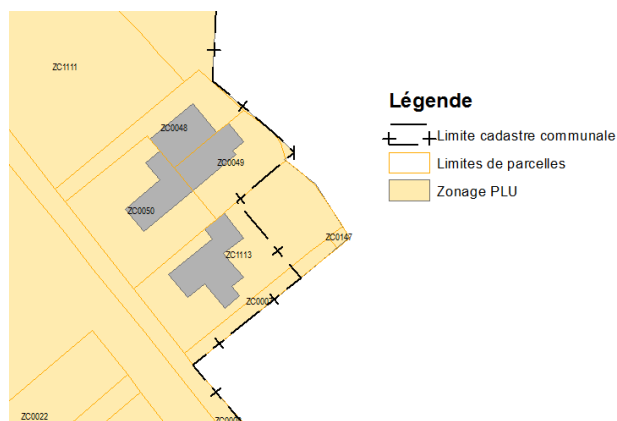 ZC1111
ZC0048
ZC0049
ZC0050
ZC1113
ZC0147
ZC0022
Légende
Limite cadastre communale
Limites de parcelles
Zonage PLU